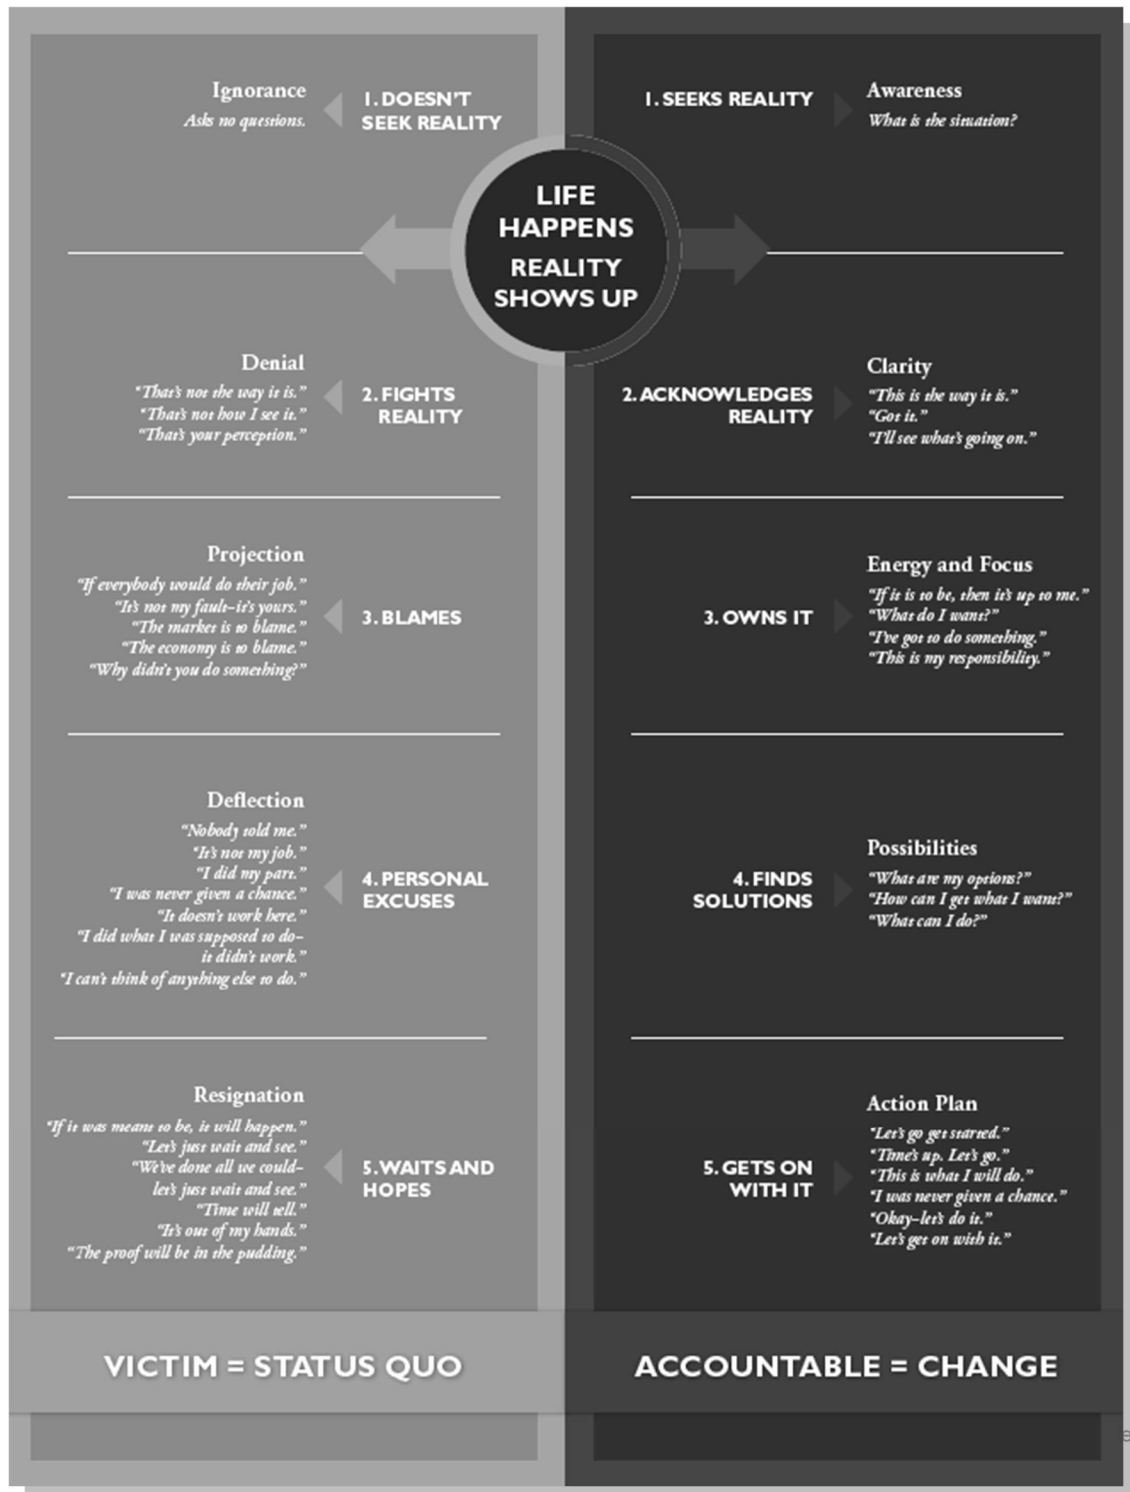 Ignorance
Asks no questions.
1. DOESN'T
SEEK REALITY
1. SEEKS REALITY
Awareness
What is the situation?
LIFE
HAPPENS
REALITY
SHOWS UP
Denial
“That's not the way it is.”
“That's not how I see it.”
“That's your perception.”
2. FIGHTS
REALITY
2. ACKNOWLEDGES
REALITY
Clarity
“This is the way it is.”
“Got it.”
“I'll see what's going on.”
Projection
“If everybody would do their job.”
“It's not my fault–it's yours.”
“The market is to blame.”
“The economy is to blame.”
“Why didn't you do something?”
3. BLAMES
3. OWNS IT
Energy and Focus
“If it is to be, then it's up to me.”
“What do I want?”
“I've got to do something.”
“This is my responsibility.”
Deflection
“Nobody told me.”
“It's not my job.”
“I did my part.”
“I was never given a chance.”
“It doesn't work here.”
“I did what I was supposed to do–
it didn't work.”
“I can't think of anything else to do.”
4. PERSONAL
EXCUSES
4. FINDS
SOLUTIONS
Possibilities
“What are my options?”
“How can I get what I want?”
“What can I do?”
Resignation
“If it was meant to be, it will happen.”
“Let's just wait and see.”
“We've done all we could–
let's just wait and see.”
“Time will tell.”
“It's out of my hands.”
“The proof will be in the pudding.”
5. WAITS AND
HOPES
5. GETS ON
WITH IT
Action Plan
“Let's go get started.”
“Time's up. Let's go.”
“This is what I will do.”
“I was never given a chance.”
“Okay–let's do it.”
“Let's get on with it.”
VICTIM = STATUS QUO
ACCOUNTABLE = CHANGE